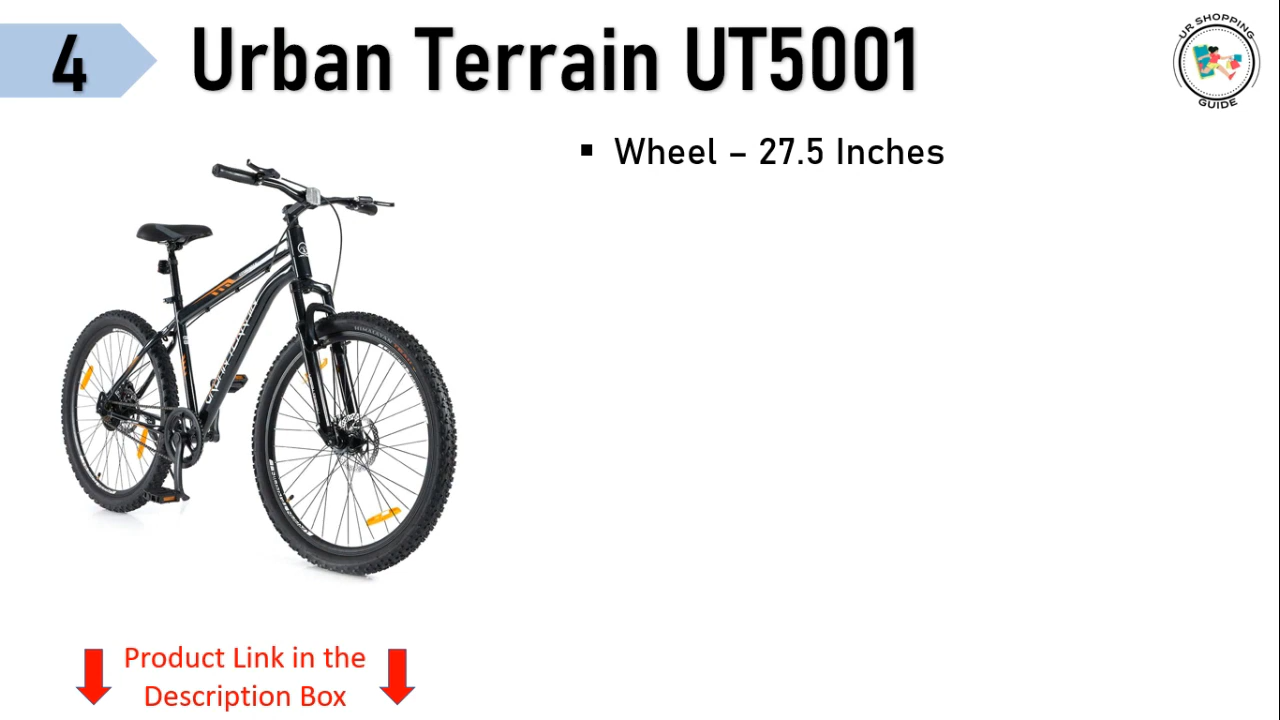 4
Urban Terrain UT5001
UR SHOPPING
GUIDE
▪ Wheel – 27.5 Inches
Product Link in the
Description Box